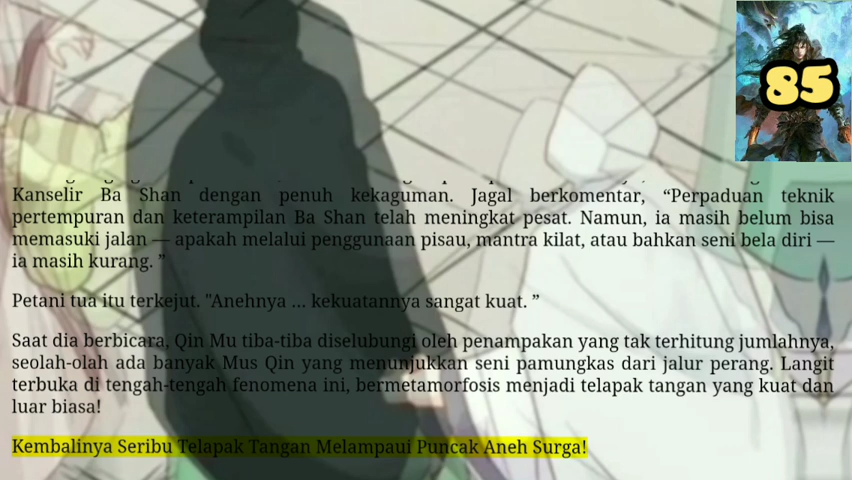 85
Kanselir Ba Shan dengan penuh kekaguman. Jagal berkomentar, “Perpaduan teknik
pertempuran dan keterampilan Ba Shan telah meningkat pesat. Namun, ia masih belum bisa
memasuki jalan — apakah melalui penggunaan pisau, mantra kilat, atau bahkan seni bela diri —
ia masih kurang. ”
Petani tua itu terkejut. "Anehnya ... kekuatannya sangat kuat. ”
Saat dia berbicara, Qin Mu tiba-tiba diselubungi oleh penampakan yang tak terhitung jumlahnya,
seolah-olah ada banyak Mus Qin yang menunjukkan seni pamungkas dari jalur perang. Langit
terbuka di tengah-tengah fenomena ini, bermetamorfosis menjadi telapak tangan yang kuat dan
luar biasa!
Kembalinya Seribu Telapak Tangan Melampaui Puncak Aneh Surga!